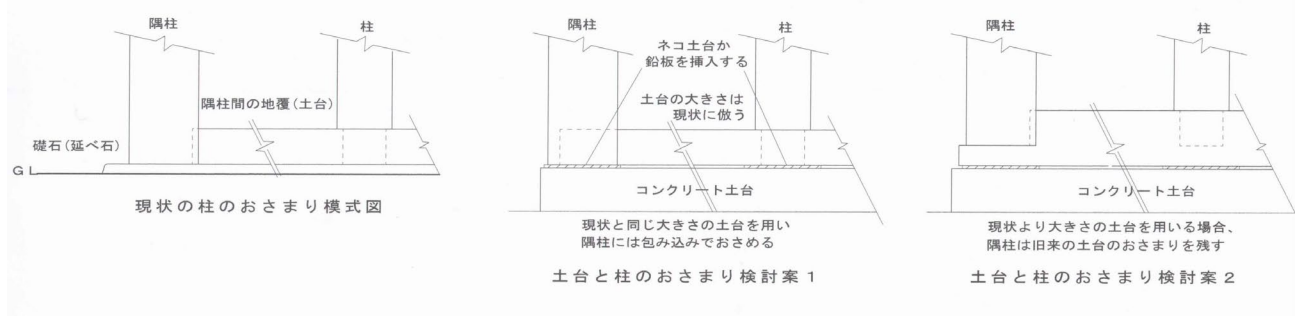 隅柱
柱
隅柱間の地覆(土台)
礎石(延べ石)
GL
現状の柱のおさまり模式図
隅柱
柱
ネコ土台か
鉛板を挿入する
土台の大きさは
現状に倣う
コンクリート土台
現状と同じ大きさの土台を用い
隅柱には包み込みでおさめる
土台と柱のおさまり検討案1
隅柱
柱
コンクリート土台
現状より大きさの土台を用いる場合、
隅柱は旧来の土台のおさまりを残す
土台と柱のおさまり検討案2